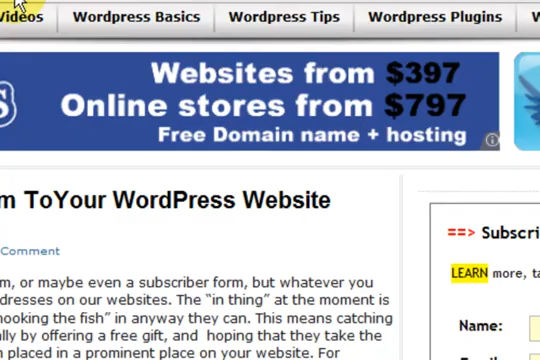 Videos
Wordpress Basics
Wordpress Tips
Wordpress Plugins
Websites from $397
Online stores from $797
Free Domain name + hosting
ToYour WordPress Website
Comment
==> Subscri
LEARN more, ta
or maybe even a subscriber form, but whatever you
dresses on our websites. The “in thing” at the moment is
hooking the fish” in anyway they can. This means catching
by offering a free gift, and hoping that they take the
placed in a prominent place on your website. For
Name: